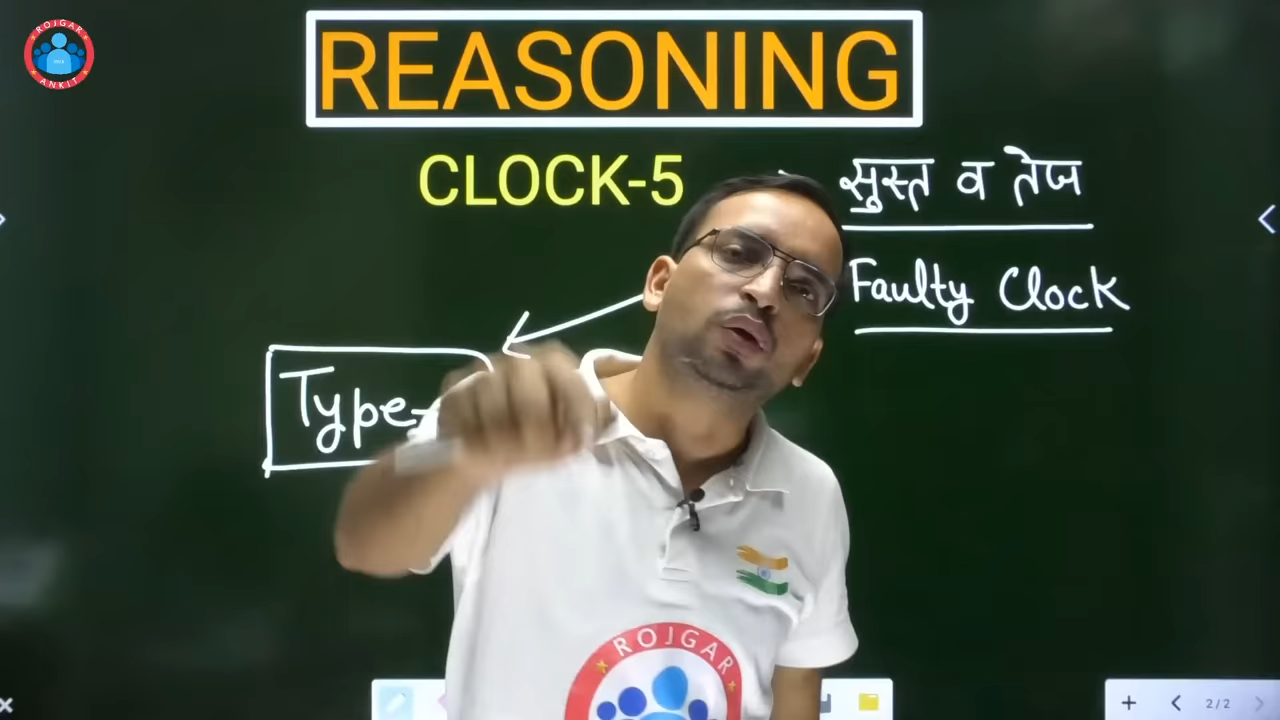 ROJGAR
ANKIT
REASONING
CLOCK-5
सुस्त व तेज
Faulty Clock
Type-
ROJGAR
2/2